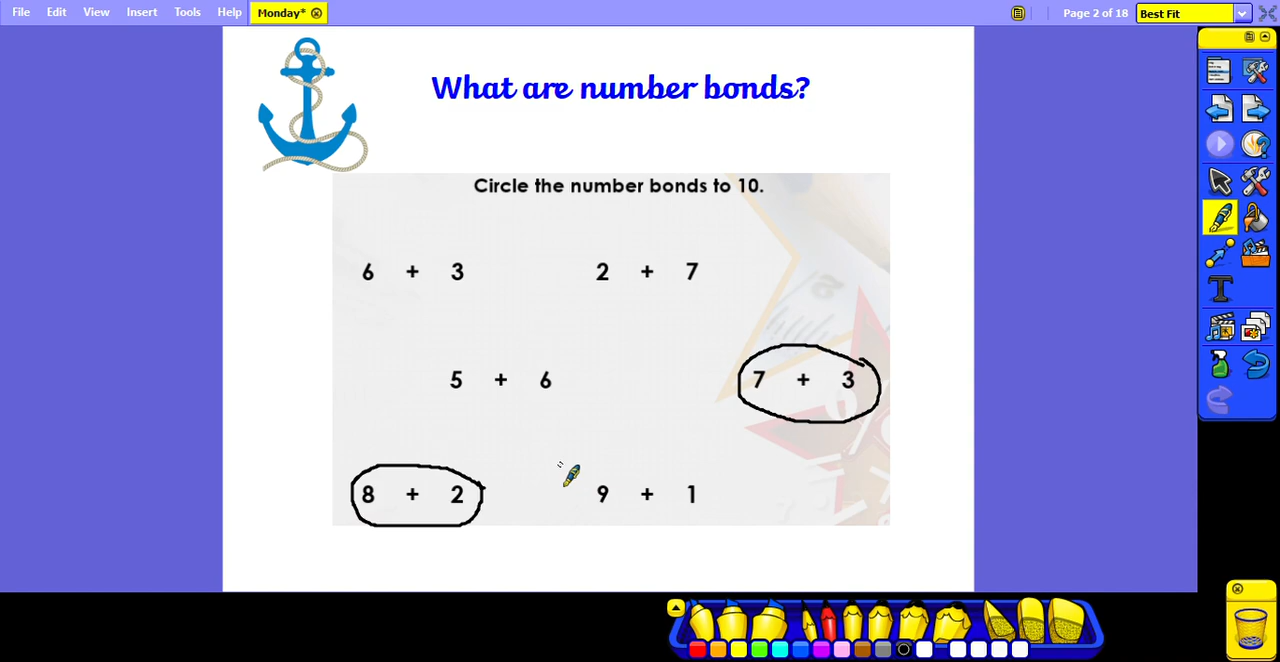 File Edit View Insert Tools Help Monday* Page 2 of 18 Best Fit
What are number bonds?
Circle the number bonds to 10.
6 + 3 2 + 7
5 + 6 7 + 3
8 + 2 9 + 1